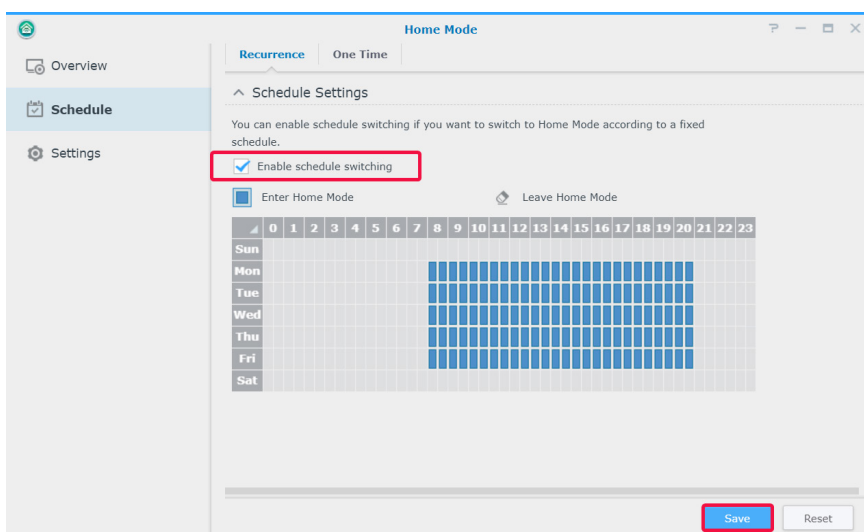 Home Mode
Overview
Schedule
Settings
Recurrence One Time
Schedule Settings
You can enable schedule switching if you want to switch to Home Mode according to a fixed
schedule.
Enable schedule switching
Enter Home Mode Leave Home Mode
0 1 2 3 4 5 6 7 8 9 10 11 12 13 14 15 16 17 18 19 20 21 22 23
Sun
Mon
Tue
Wed
Thu
Fri
Sat
Save Reset